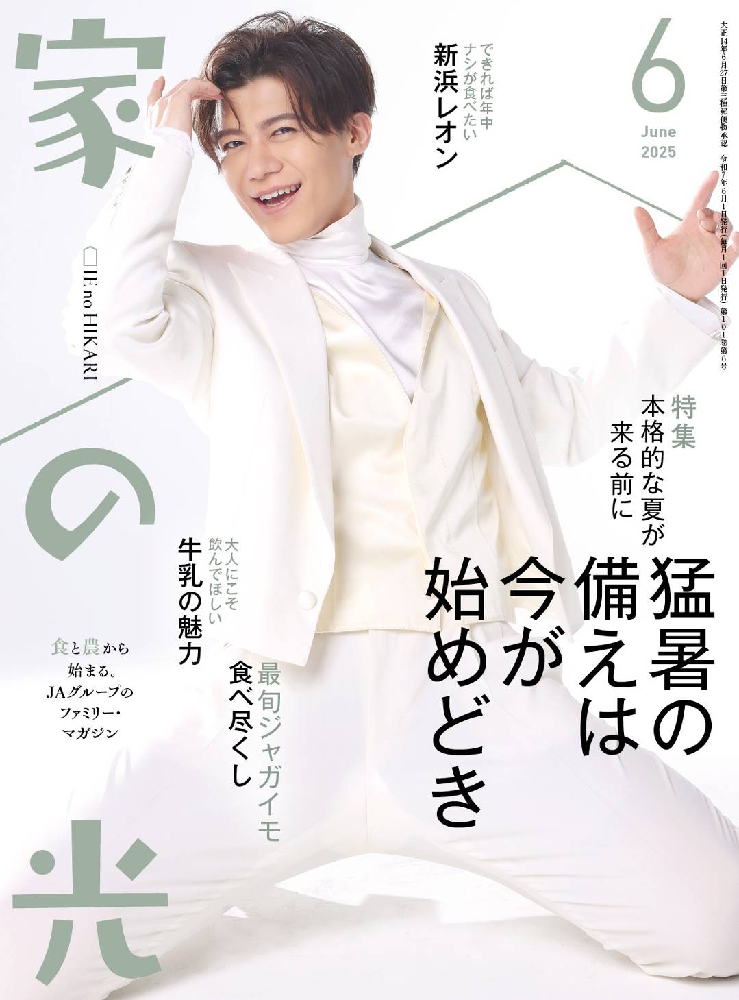 家の光
IE no HIKARI
6
June
2025
大正14年6月27日第三種郵便物承認 令和7年6月1日発行(毎月1回1日発行) 第101巻第6号
できれば年中
ナシが食べたい
新浜レオン
特集
本格的な夏が
来る前に
猛暑の
備えは
今が
始めどき
大人にこそ
飲んでほしい
牛乳の魅力
最旬ジャガイモ
食べ尽くし
食と農から
始まる。
JAグループの
ファミリー・
マガジン